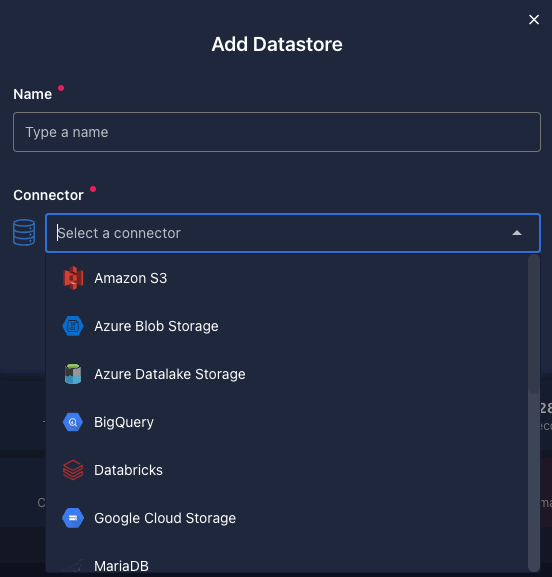 Add Datastore
Name
Type a name
Connector
Select a connector
Amazon S3
Azure Blob Storage
Azure Datalake Storage
BigQuery
Databricks
Google Cloud Storage
MariaDB